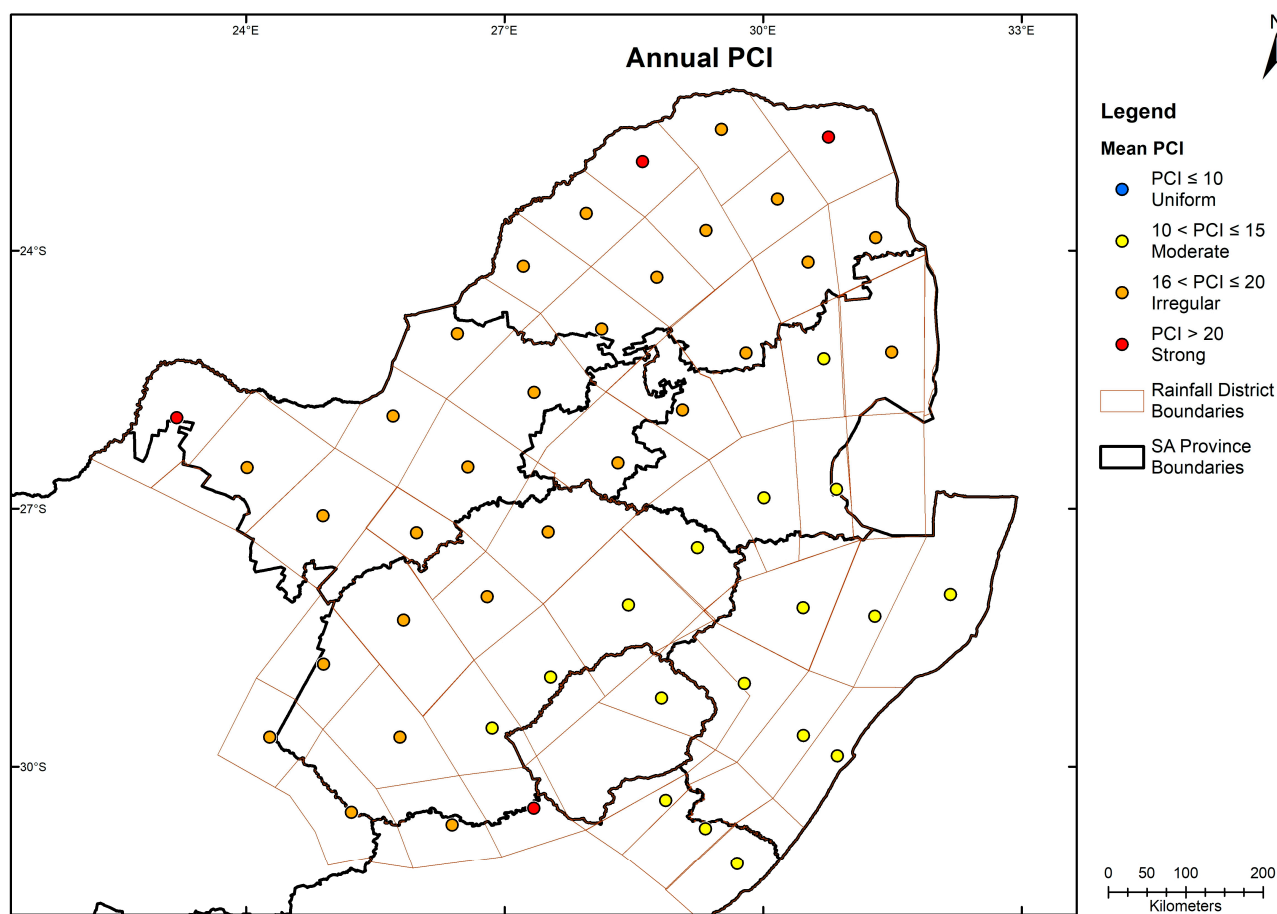 24°E
27°E
30°E
33°E
N
Annual PCI
24°S
27°S
30°S
Legend
Mean PCI
PCI ≤ 10
Uniform
10 < PCI ≤ 15
Moderate
16 < PCI ≤ 20
Irregular
PCI > 20
Strong
Rainfall District
Boundaries
SA Province
Boundaries
0 50 100 200
Kilometers